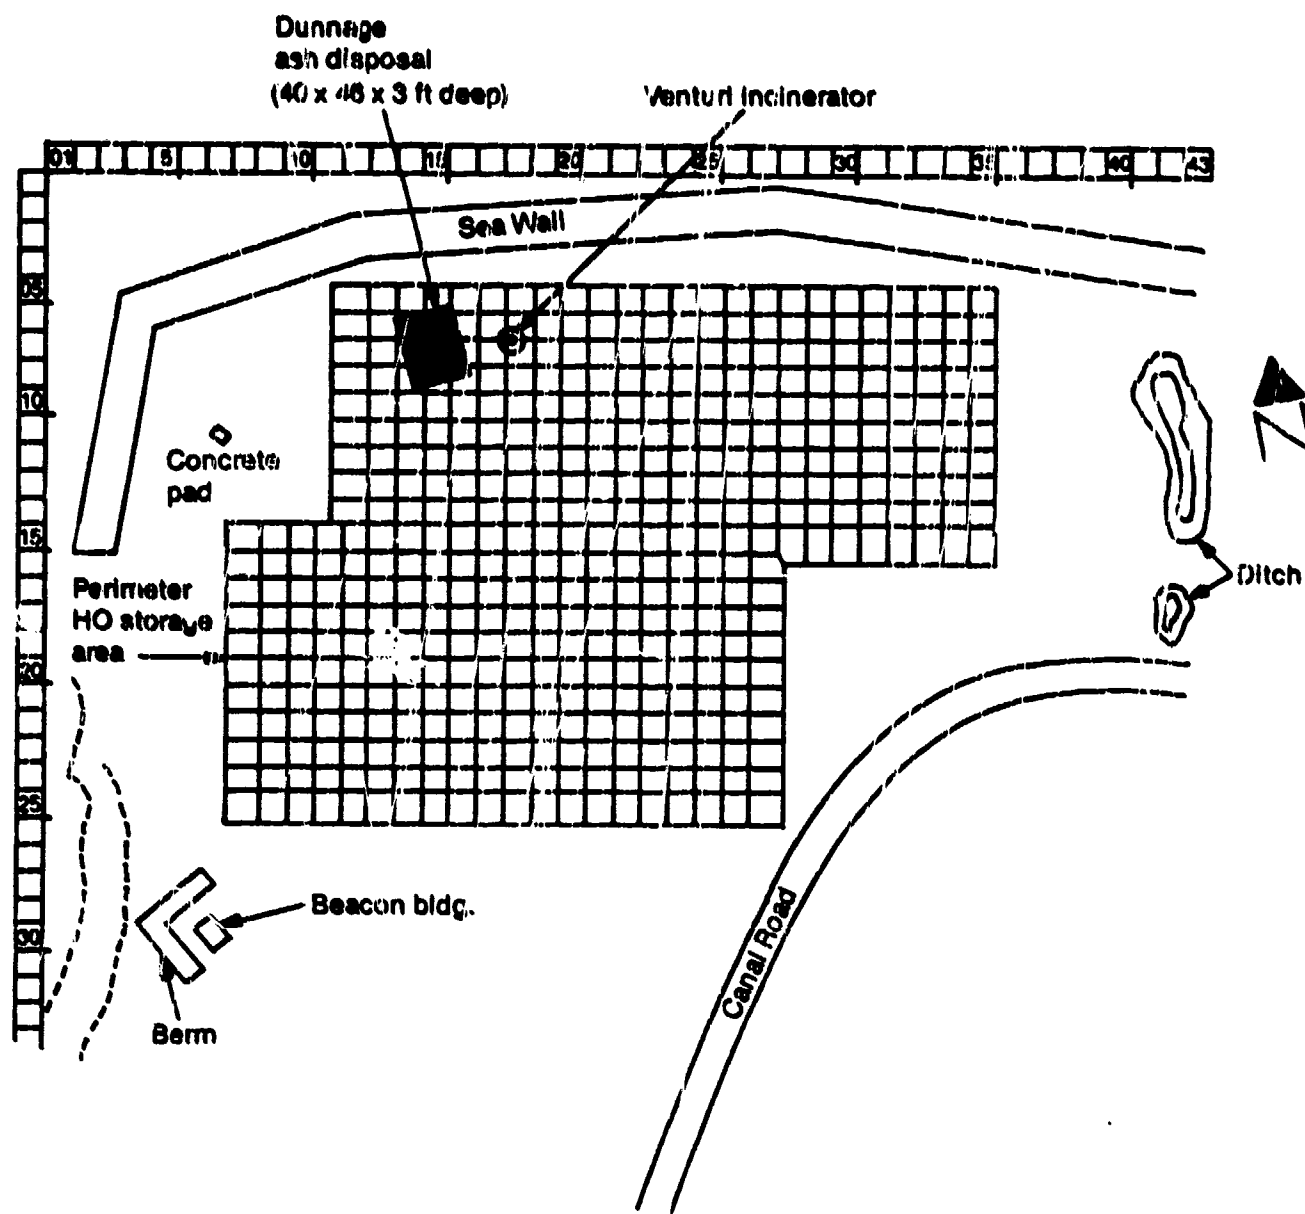 Dunnage
ash disposal
(40 x 46 x 3 ft deep)
Venturi Incinerator
01 5 10 15 20 25 30 35 40 43
Sea Wall
05
10
Concrete
pad
15
Perimeter
HO storage
area
20
Ditch
25
Beacon bldg.
30
Berm
Canal Road